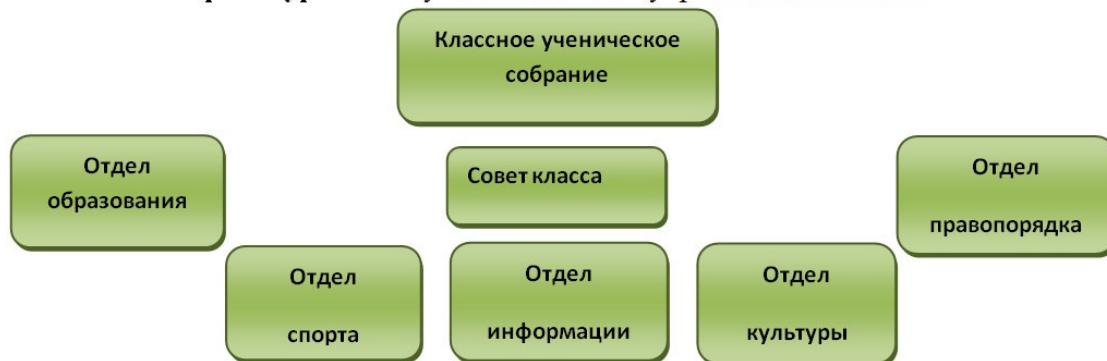 Классное ученическое
собрание
Отдел
образования
Совет класса
Отдел
правопорядка
Отдел
спорта
Отдел
информации
Отдел
культуры